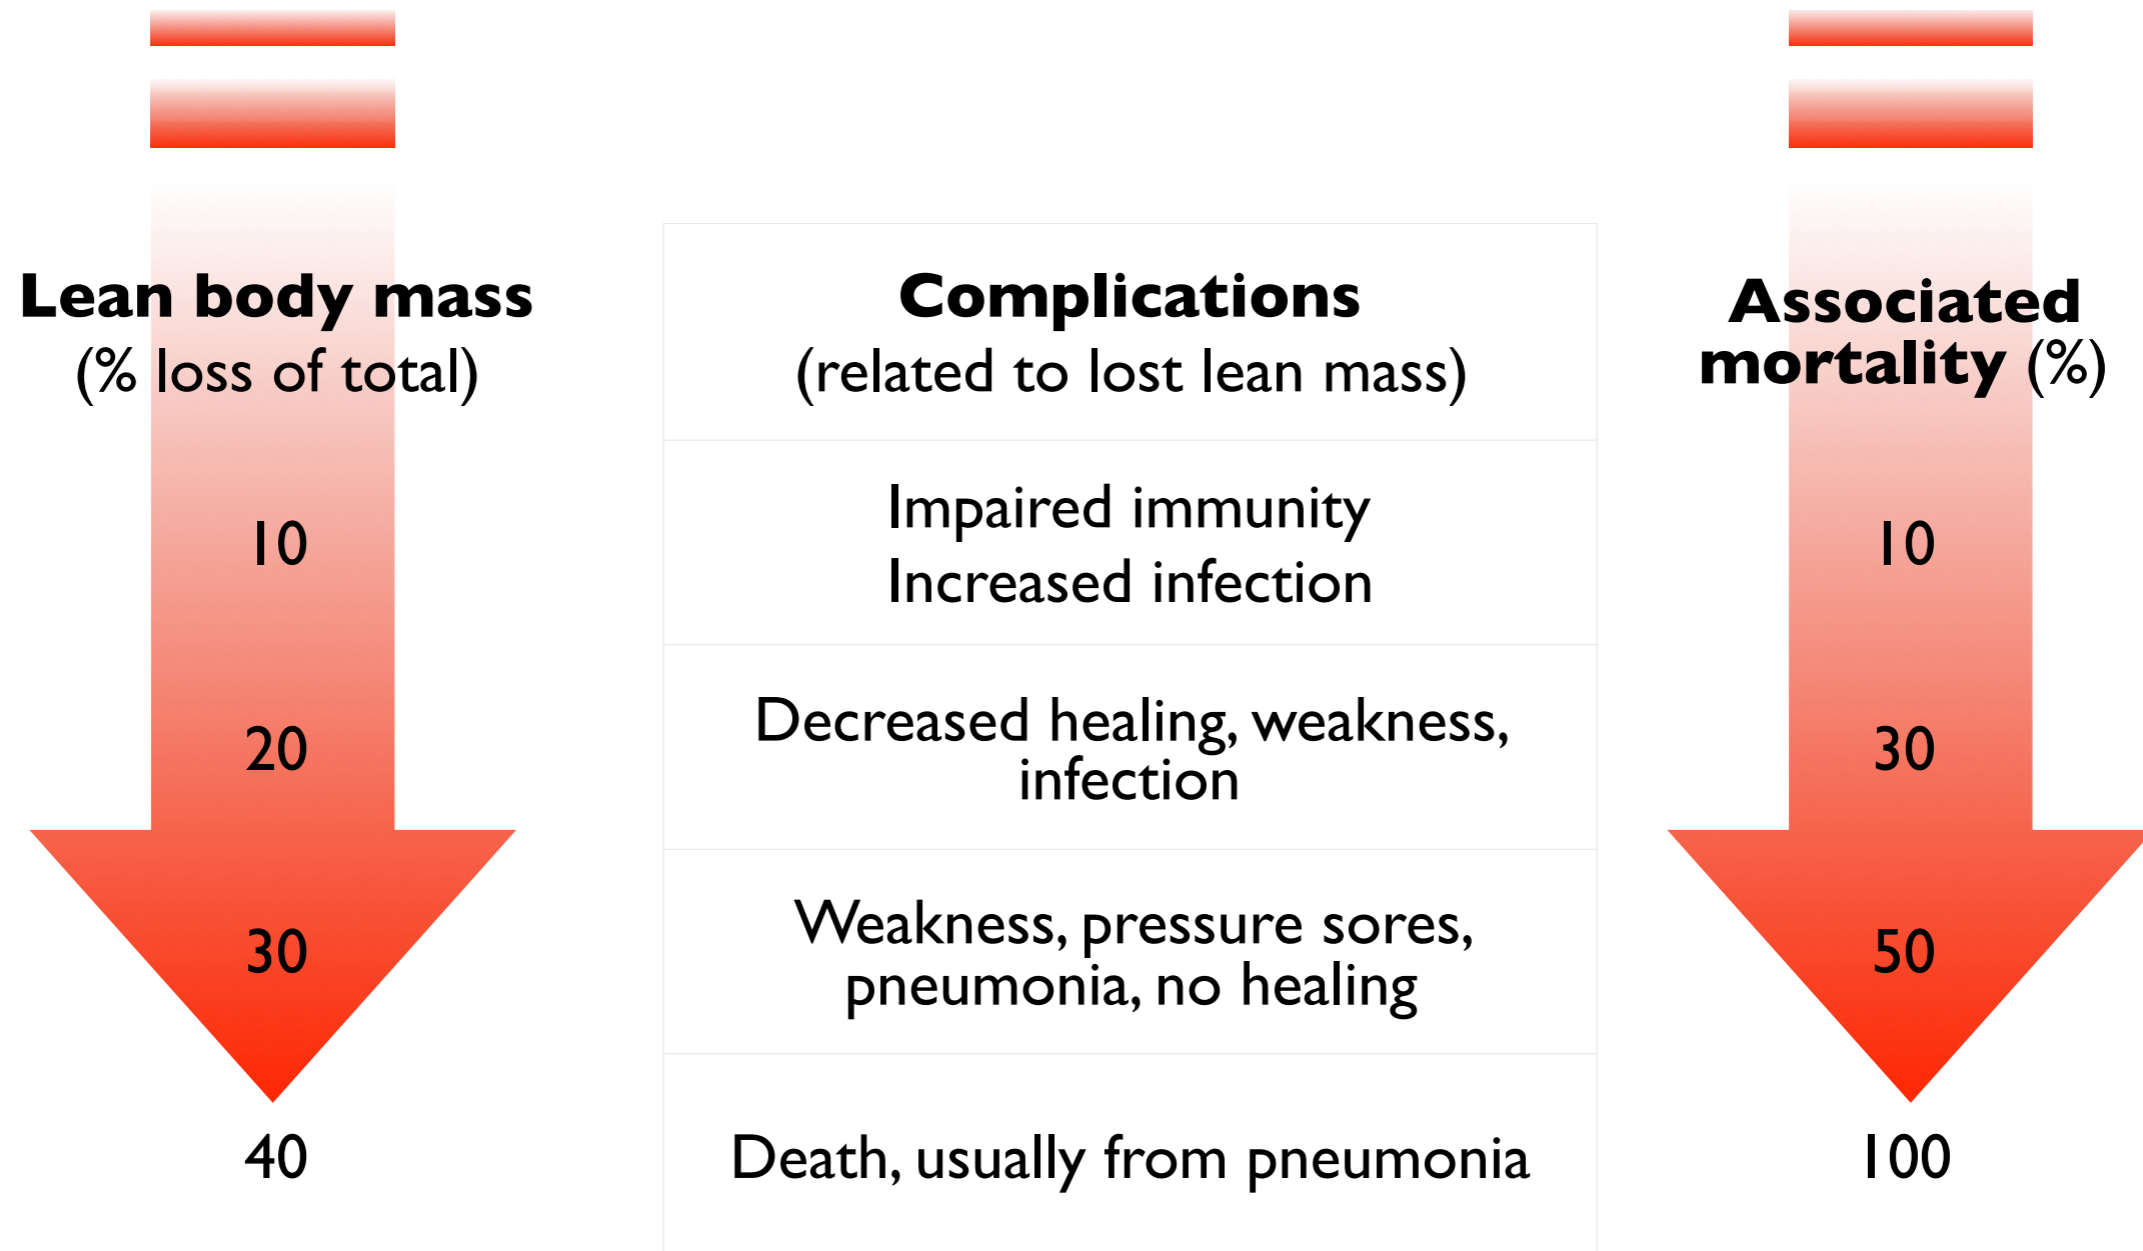 Lean body mass
(% loss of total)
Complications
(related to lost lean mass)
Associated
mortality (%)
10
Impaired immunity
Increased infection
10
20
Decreased healing, weakness,
infection
30
30
Weakness, pressure sores,
pneumonia, no healing
50
40
Death, usually from pneumonia
100